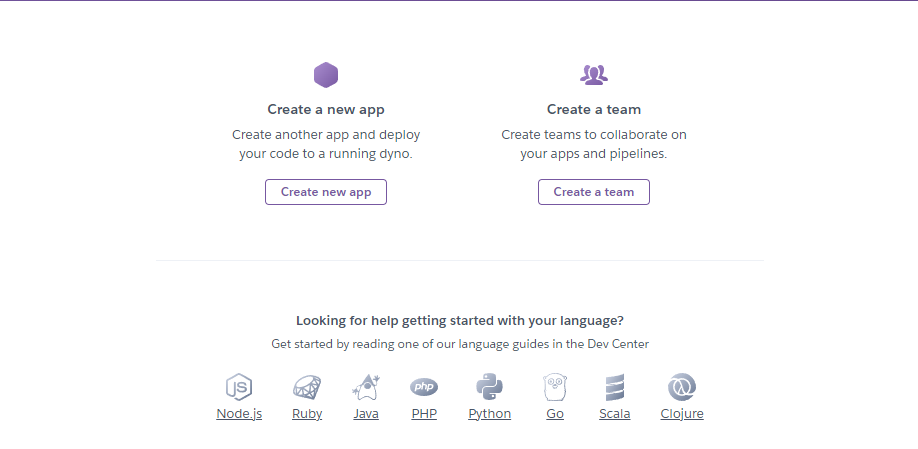 Create a new app
Create another app and deploy
your code to a running dyno.
Create new app
Create a team
Create teams to collaborate on
your apps and pipelines.
Create a team
Looking for help getting started with your language?
Get started by reading one of our language guides in the Dev Center
JS
php
Node.js Ruby Java PHP Python Go Scala Clojure